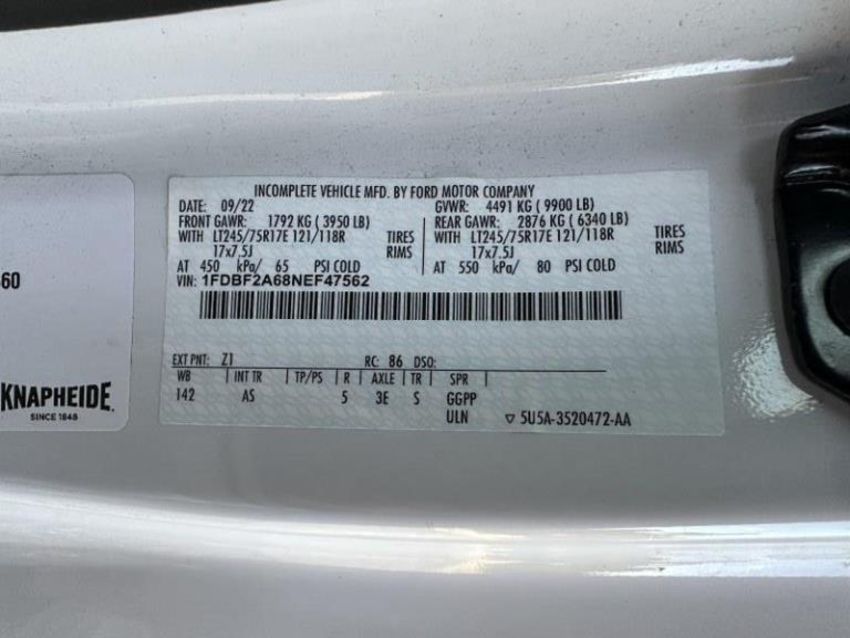 INCOMPLETE VEHICLE MFD. BY FORD MOTOR COMPANY
DATE: 09/22 GVWR: 4491 KG ( 9900 LB)
FRONT GAWR: 1792 KG ( 3950 LB) REAR GAWR: 2876 KG ( 6340 LB)
WITH LT245/75R17E 121/118R TIRES WITH LT245/75R17E 121/118R TIRES
17x7.5J RIMS 17x7.5J RIMS
AT 450 kPa/ 65 PSI COLD AT 550 kPa/ 80 PSI COLD
VIN: 1FDBF2A68NEF47562
EXT PNT: Z1 RC: 86 DSO:
WB | INT TR | TP/PS | R | AXLE | TR | SPR |
142 AS 5 3E S GGPP
ULN ▽ 5U5A-3520472-AA
60
KNAPHEIDE.
SINCE 1848